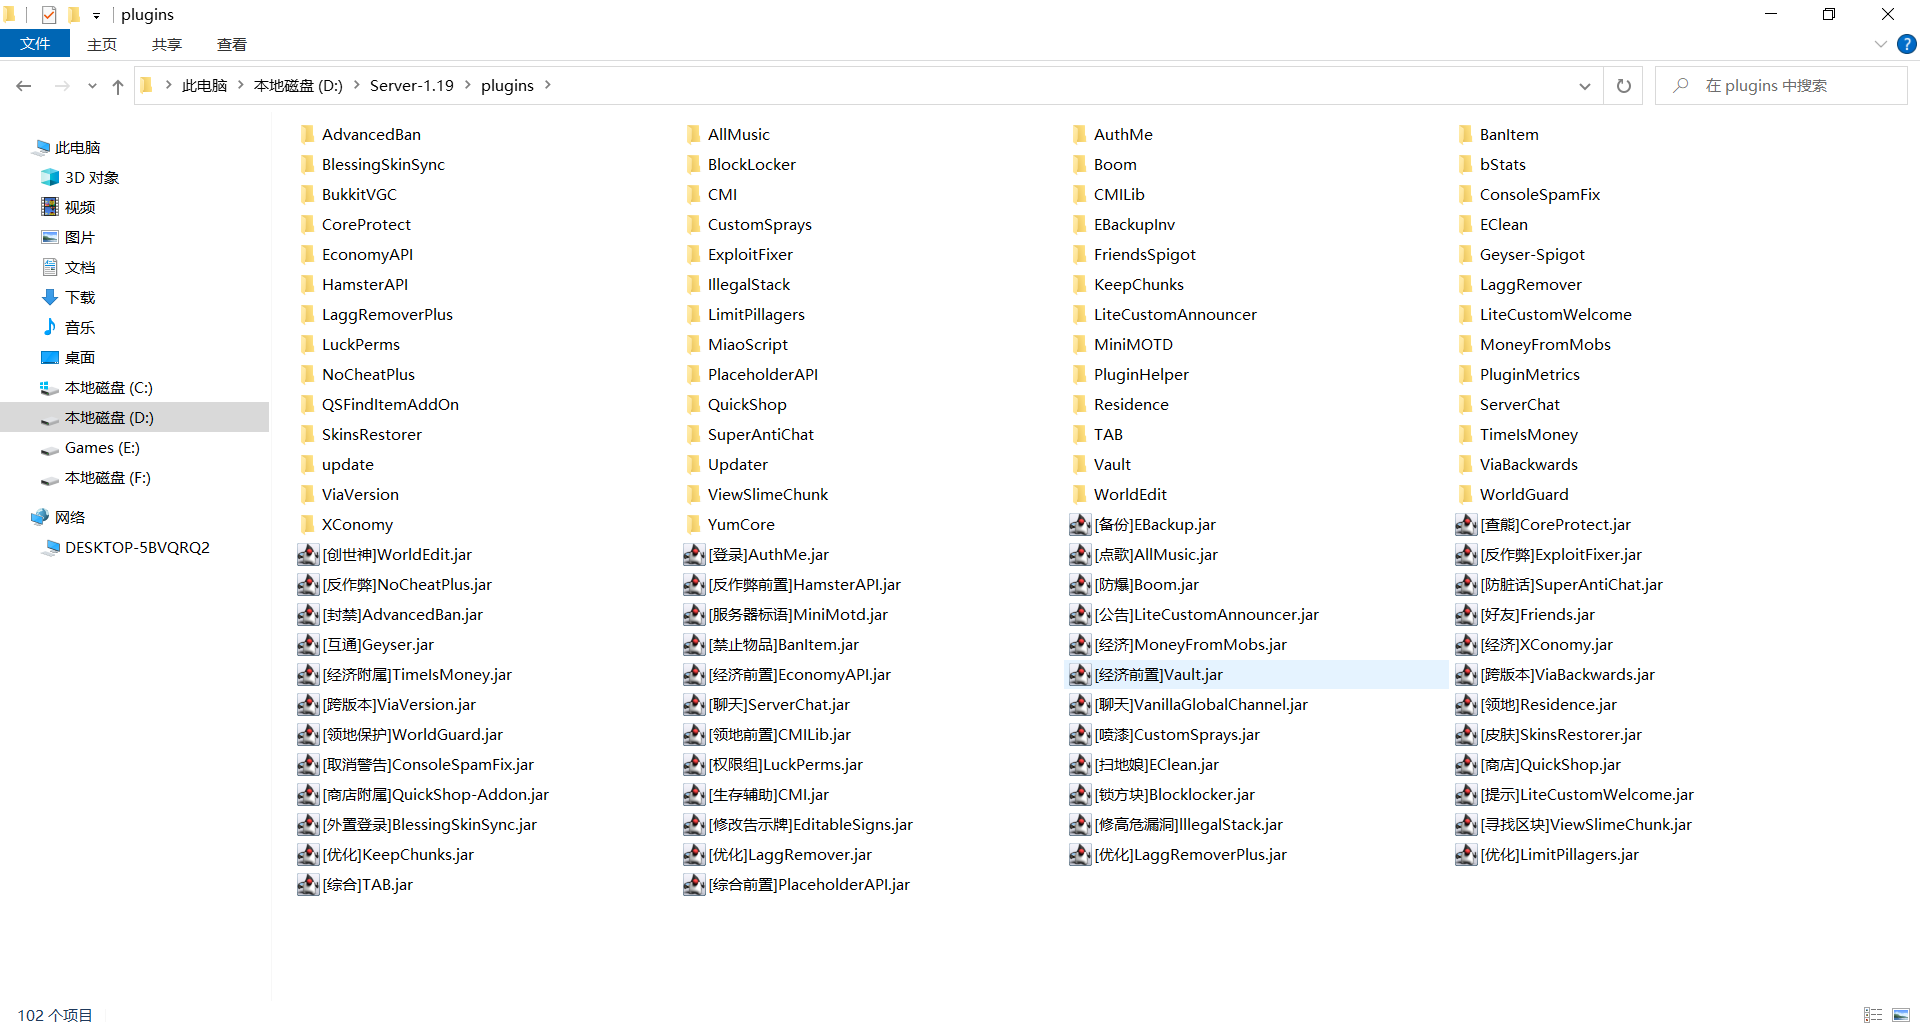 plugins
文件 主页 共享 查看
此电脑 本地磁盘 (D:) Server-1.19 plugins 在 plugins 中搜索
此电脑
3D 对象
视频
图片
文档
下载
音乐
桌面
本地磁盘 (C:)
本地磁盘 (D:)
Games (E:)
本地磁盘 (F:)
网络
DESKTOP-5BVQRQ2
AdvancedBan AllMusic AuthMe BanItem
BlessingSkinSync BlockLocker Boom bStats
BukkitVGC CMI CMILib ConsoleSpamFix
CoreProtect CustomSprays EBackupInv EClean
EconomyAPI ExploitFixer FriendsSpigot Geyser-Spigot
HamsterAPI IllegalStack KeepChunks LaggRemover
LaggRemoverPlus LimitPillagers LiteCustomAnnouncer LiteCustomWelcome
LuckPerms MiaoScript MiniMOTD MoneyFromMobs
NoCheatPlus PlaceholderAPI PluginHelper PluginMetrics
QSFindItemAddOn QuickShop Residence ServerChat
SkinsRestorer SuperAntiChat TAB TimeIsMoney
update Updater Vault ViaBackwards
ViaVersion ViewSlimeChunk WorldEdit WorldGuard
XConomy YumCore [备份]EBackup.jar [查熊]CoreProtect.jar
[创世神]WorldEdit.jar [登录]AuthMe.jar [点歌]AllMusic.jar [反作弊]ExploitFixer.jar
[反作弊]NoCheatPlus.jar [反作弊前置]HamsterAPI.jar [防爆]Boom.jar [防脏话]SuperAntiChat.jar
[封禁]AdvancedBan.jar [服务器标语]MiniMotd.jar [公告]LiteCustomAnnouncer.jar [好友]Friends.jar
[互通]Geyser.jar [禁止物品]BanItem.jar [经济]MoneyFromMobs.jar [经济]XConomy.jar
[经济附属]TimeIsMoney.jar [经济前置]EconomyAPI.jar [经济前置]Vault.jar [跨版本]ViaBackwards.jar
[跨版本]ViaVersion.jar [聊天]ServerChat.jar [聊天]VanillaGlobalChannel.jar [领地]Residence.jar
[领地保护]WorldGuard.jar [领地前置]CMILib.jar [喷漆]CustomSprays.jar [皮肤]SkinsRestorer.jar
[取消警告]ConsoleSpamFix.jar [权限组]LuckPerms.jar [扫地娘]EClean.jar [商店]QuickShop.jar
[商店附属]QuickShop-Addon.jar [生存辅助]CMI.jar [锁方块]Blocklocker.jar [提示]LiteCustomWelcome.jar
[外置登录]BlessingSkinSync.jar [修改告示牌]EditableSigns.jar [修高危漏洞]IllegalStack.jar [寻找区块]ViewSlimeChunk.jar
[优化]KeepChunks.jar [优化]LaggRemover.jar [优化]LaggRemoverPlus.jar [优化]LimitPillagers.jar
[综合]TAB.jar [综合前置]PlaceholderAPI.jar
102 个项目